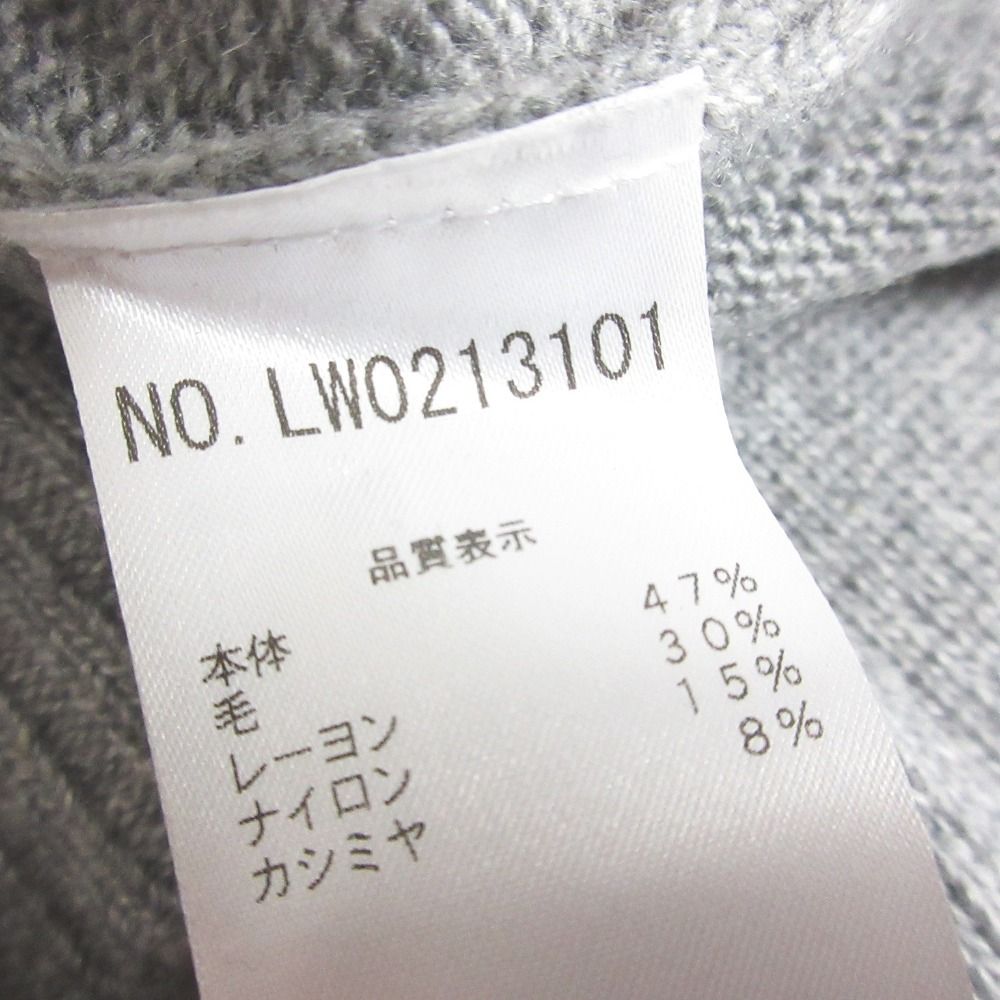 NO. LW0213101
品質表示
本体
毛 47%
レーヨン 30%
ナイロン 15%
カシミヤ 8%